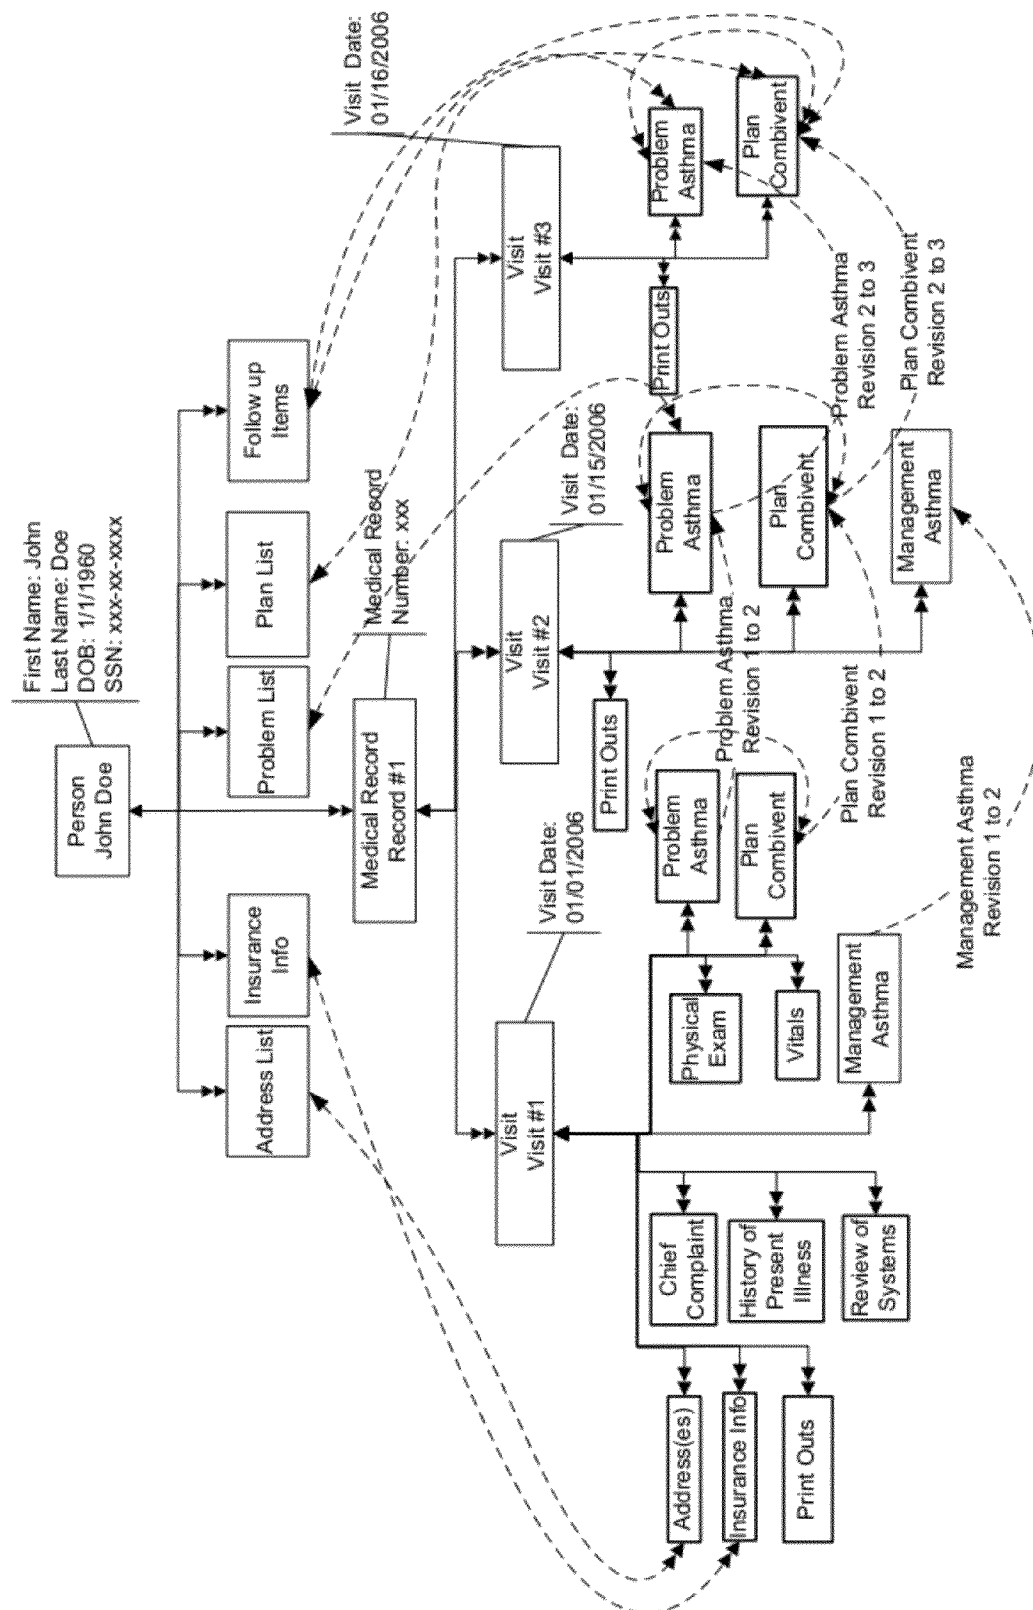 First Name: John
Last Name: Doe
DOB: 1/1/1960
SSN: xxx-xx-xxxx
Person
John Doe
Address List
Insurance
Info
Problem List
Plan List
Follow up
Items
Medical Record
Record #1
Medical Record
Number: xxx
Visit
Visit #1
Visit Date:
01/01/2006
Visit
Visit #2
Visit Date:
01/15/2006
Visit
Visit #3
Visit Date:
01/16/2006
Address(es)
Insurance Info
Print Outs
Chief
Complaint
History of
Present
Illness
Review of
Systems
Physical
Exam
Vitals
Management
Asthma
Problem
Asthma
Plan
Combivent
Print Outs
Problem Asthma
Revision 1 to 2
Plan Combivent
Revision 1 to 2
Management Asthma
Revision 1 to 2
Problem
Asthma
Plan
Combivent
Management
Asthma
Print Outs
Problem Asthma
Revision 2 to 3
Plan Combivent
Revision 2 to 3
Problem
Asthma
Plan
Combivent